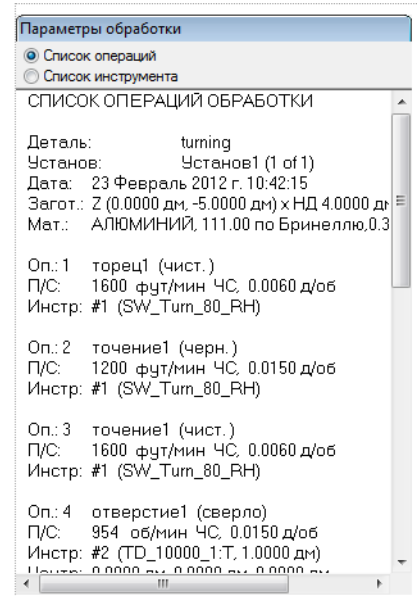 Параметры обработки
Список операций
Список инструмента
СПИСОК ОПЕРАЦИЙ ОБРАБОТКИ
Деталь: turning
Установ: Установ1 (1 of 1)
Дата: 23 Февраль 2012 г. 10:42:15
Загот.: Z (0.0000 дм, -5.0000 дм) x НД 4.0000 дм
Мат.: АЛЮМИНИЙ, 111.00 по Бринеллю,0.3
Оп.: 1 торец1 (чист.)
П/С: 1600 фут/мин ЧС, 0.0060 д/об
Инстр: #1 (SW_Turn_80_RH)
Оп.: 2 точение1 (черн.)
П/С: 1200 фут/мин ЧС, 0.0150 д/об
Инстр: #1 (SW_Turn_80_RH)
Оп.: 3 точение1 (чист.)
П/С: 1600 фут/мин ЧС, 0.0060 д/об
Инстр: #1 (SW_Turn_80_RH)
Оп.: 4 отверстие1 (сверло)
П/С: 954 об/мин ЧС, 0.0150 д/об
Инстр: #2 (TD_10000_1:T, 1.0000 дм)